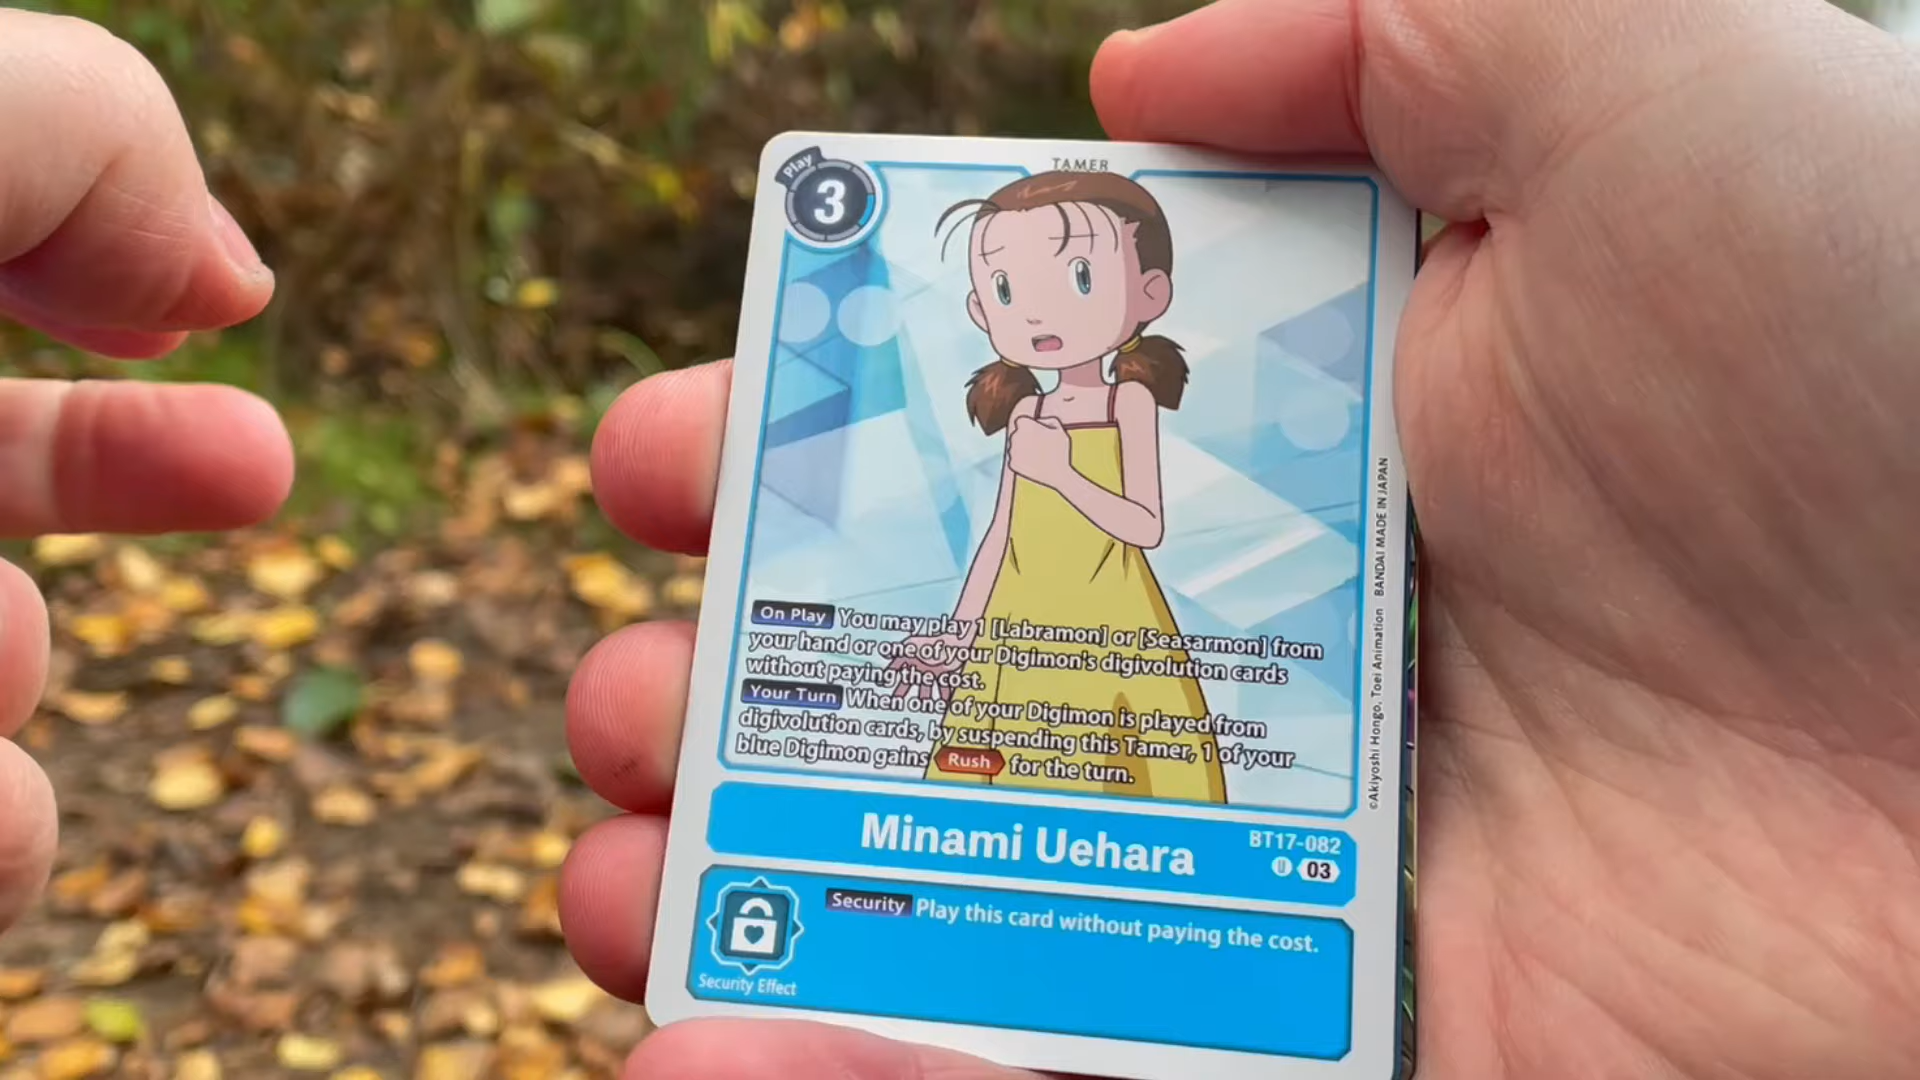 TAMER
Play
3
On Play You may play 1 [Labramon] or [Seasarmon] from
your hand or one of your Digimon's digivolution cards
without paying the cost.
Your Turn When one of your Digimon is played from
digivolution cards, by suspending this Tamer, 1 of your
blue Digimon gains Rush for the turn.
©Akiyoshi Hongo, Toei Animation BANDAI MADE IN JAPAN
Minami Uehara
BT17-082
U 03
Security Play this card without paying the cost.
Security Effect